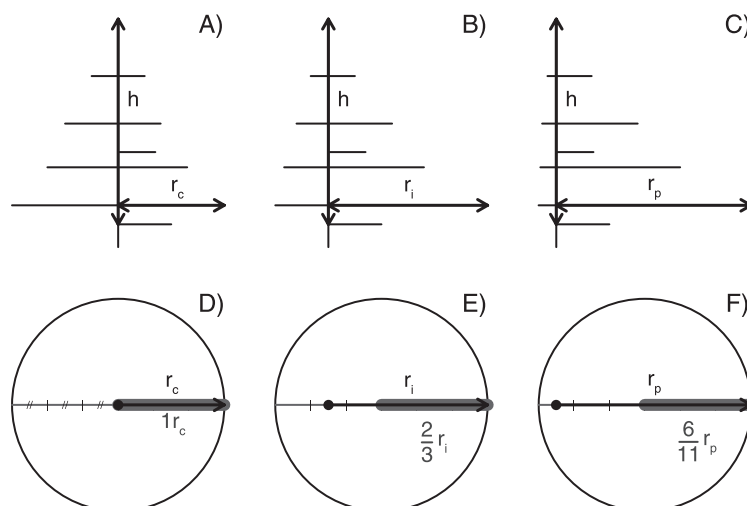 A)
B)
C)
h
h
h
r_c
r_i
r_p
D)
E)
F)
r_c
r_i
r_p
1r_c
2/3 r_i
6/11 r_p